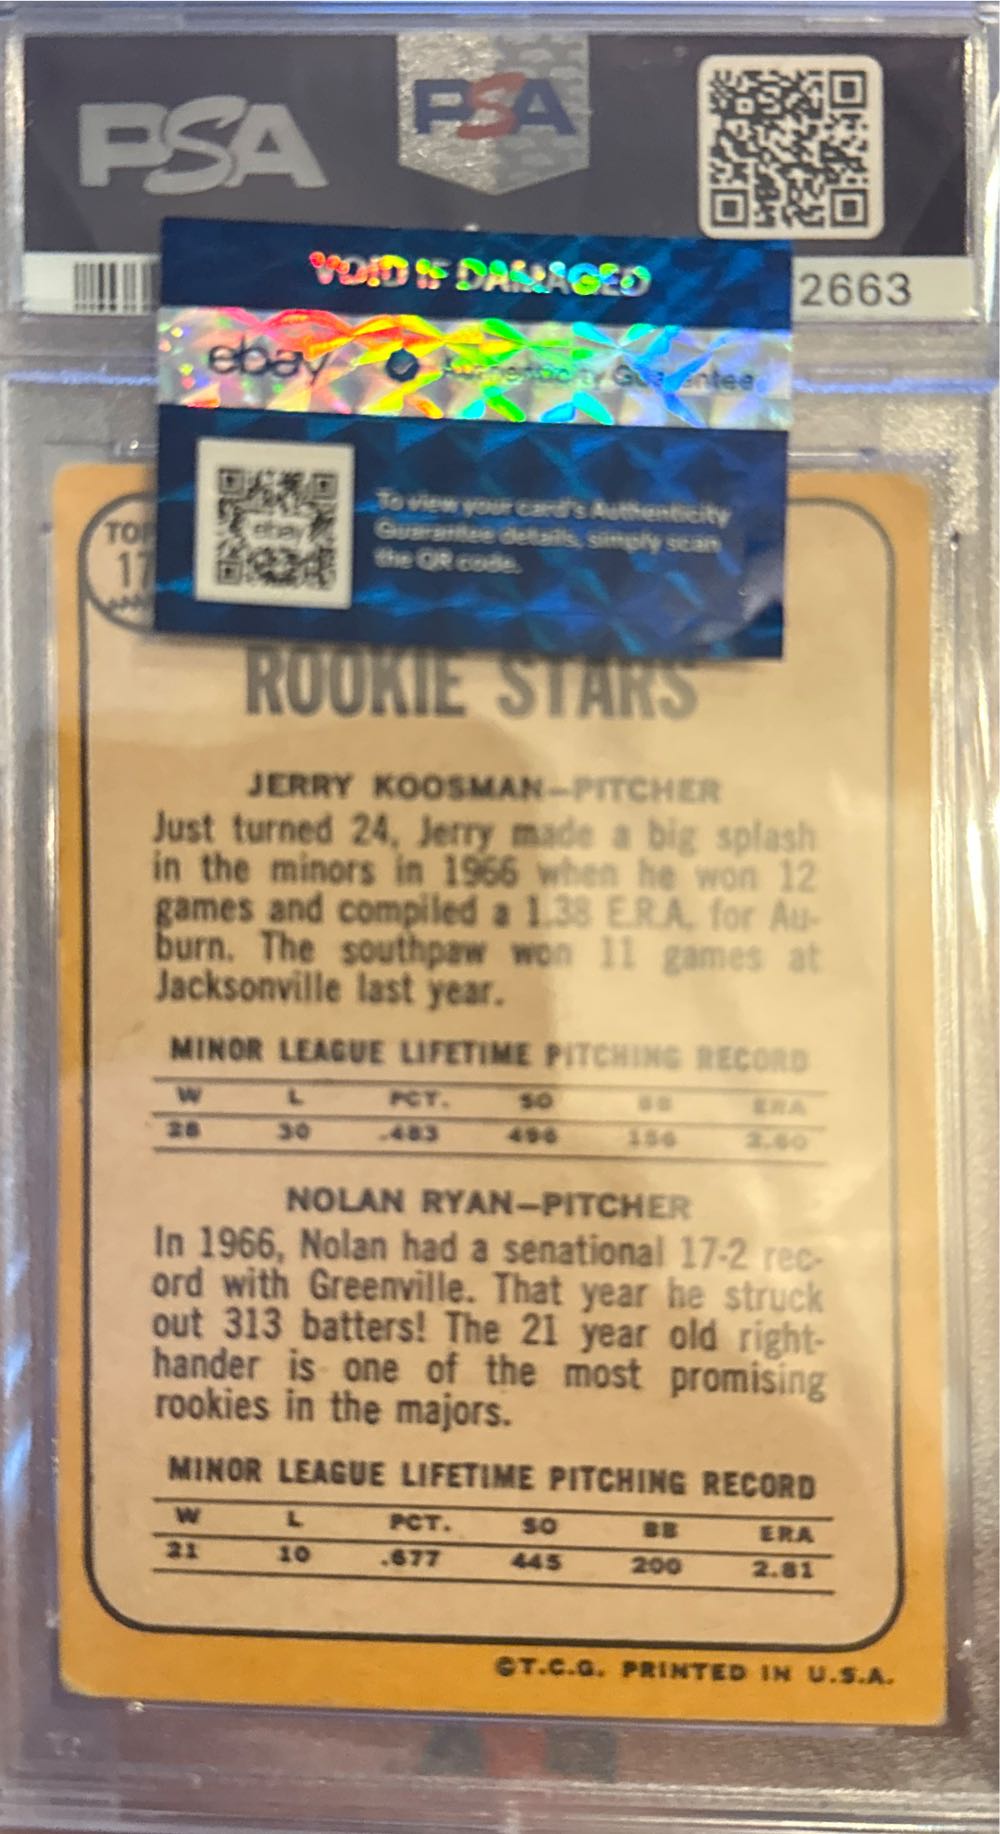 PSA
PSA
2663
VOID IF DAMAGED
ebay Authenticity Guarantee
ebay
To view your card's Authenticity
Guarantee details, simply scan
the QR code.
TOP
17
ROOKIE STARS
JERRY KOOSMAN—PITCHER
Just turned 24, Jerry made a big splash
in the minors in 1966 when he won 12
games and compiled a 1.38 E.R.A. for Au-
burn. The southpaw won 11 games at
Jacksonville last year.
MINOR LEAGUE LIFETIME PITCHING RECORD
W L PCT. SO BB ERA
28 30 .483 496 156 2.60
NOLAN RYAN—PITCHER
In 1966, Nolan had a senational 17-2 rec-
ord with Greenville. That year he struck
out 313 batters! The 21 year old right-
hander is one of the most promising
rookies in the majors.
MINOR LEAGUE LIFETIME PITCHING RECORD
W L PCT. SO BB ERA
21 10 .677 445 200 2.81
©T.C.G. PRINTED IN U.S.A.